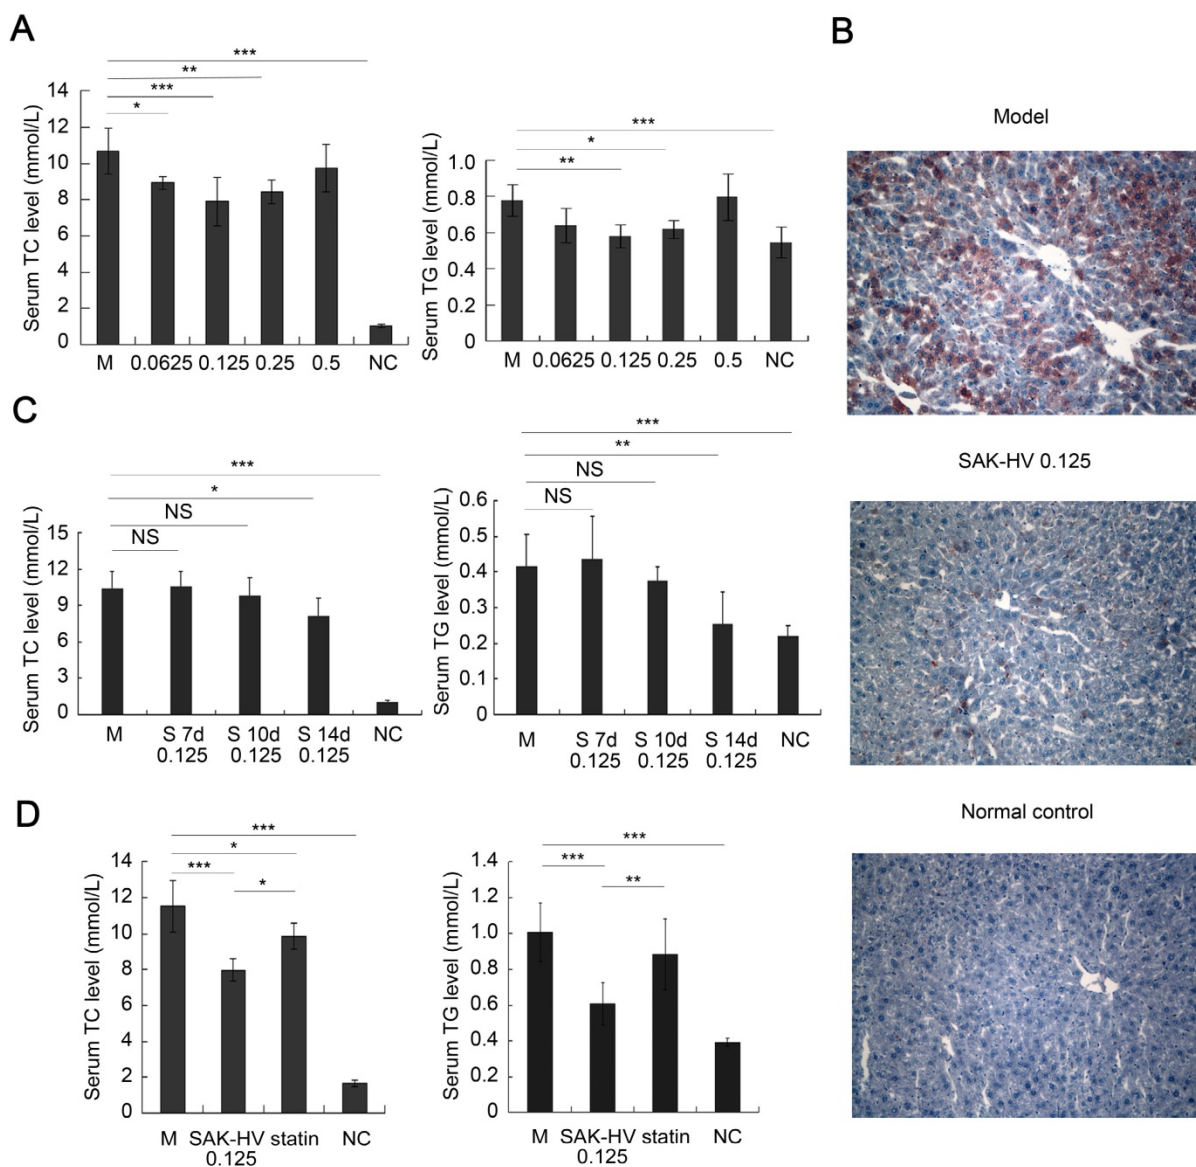 A
***
**
***
*
14
12
10
8
6
4
2
0
Serum TC level (mmol/L)
M 0.0625 0.125 0.25 0.5 NC
***
*
**
1.0
0.8
0.6
0.4
0.2
0
Serum TG level (mmol/L)
M 0.0625 0.125 0.25 0.5 NC
B
Model
SAK-HV 0.125
Normal control
C
***
*
NS
NS
15
12
9
6
3
0
Serum TC level (mmol/L)
M S 7d S 10d S 14d NC
0.125 0.125 0.125
***
**
NS
NS
0.6
0.5
0.4
0.3
0.2
0.1
0
Serum TG level (mmol/L)
M S 7d S 10d S 14d NC
0.125 0.125 0.125
D
***
*
***
*
14
12
10
8
6
4
2
0
Serum TC level (mmol/L)
M SAK-HV statin NC
0.125
***
***
**
1.4
1.2
1.0
0.8
0.6
0.4
0.2
0
Serum TG level (mmol/L)
M SAK-HV statin NC
0.125